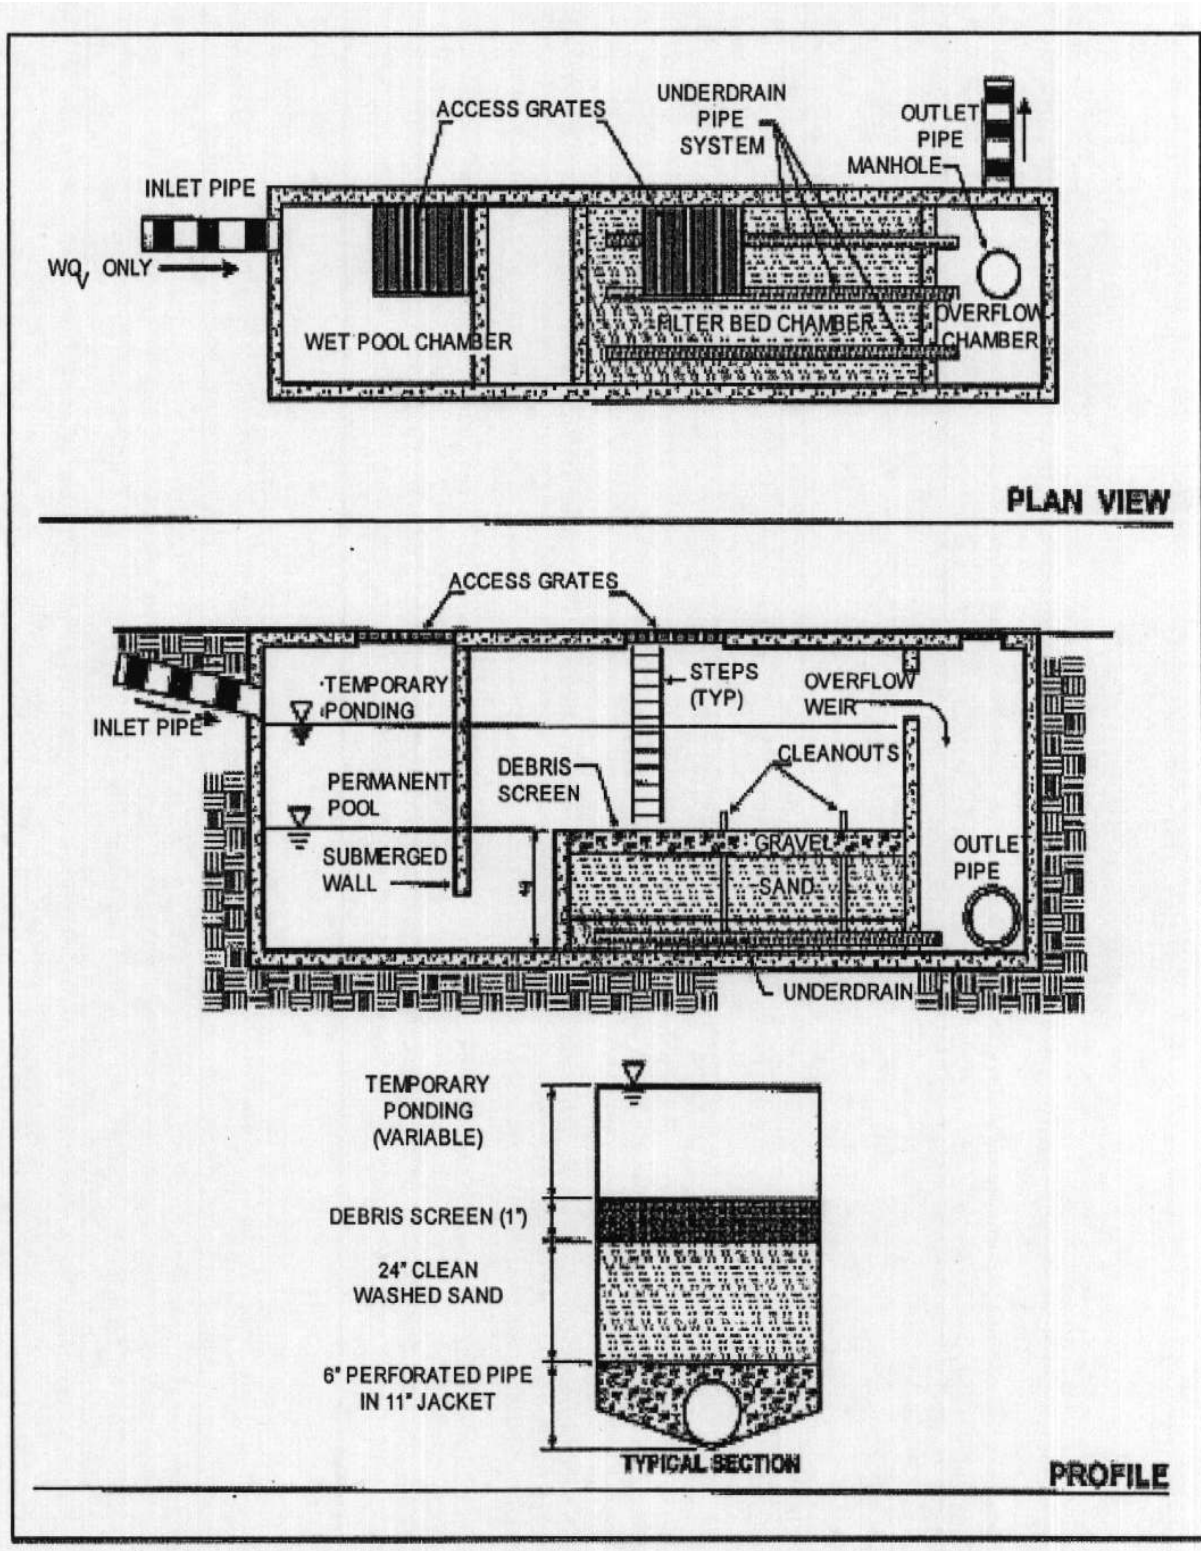 ACCESS GRATES
UNDERDRAIN
PIPE
SYSTEM
OUTLET
PIPE
MANHOLE
INLET PIPE
WQV ONLY
WET POOL CHAMBER
FILTER BED CHAMBER
OVERFLOW
CHAMBER
PLAN VIEW
ACCESS GRATES
TEMPORARY
PONDING
STEPS
(TYP)
OVERFLOW
WEIR
INLET PIPE
PERMANENT
POOL
DEBRIS
SCREEN
CLEANOUTS
SUBMERGED
WALL
GRAVEL
SAND
OUTLE
PIPE
UNDERDRAIN
TEMPORARY
PONDING
(VARIABLE)
DEBRIS SCREEN (1")
24" CLEAN
WASHED SAND
6" PERFORATED PIPE
IN 11" JACKET
TYPICAL SECTION
PROFILE